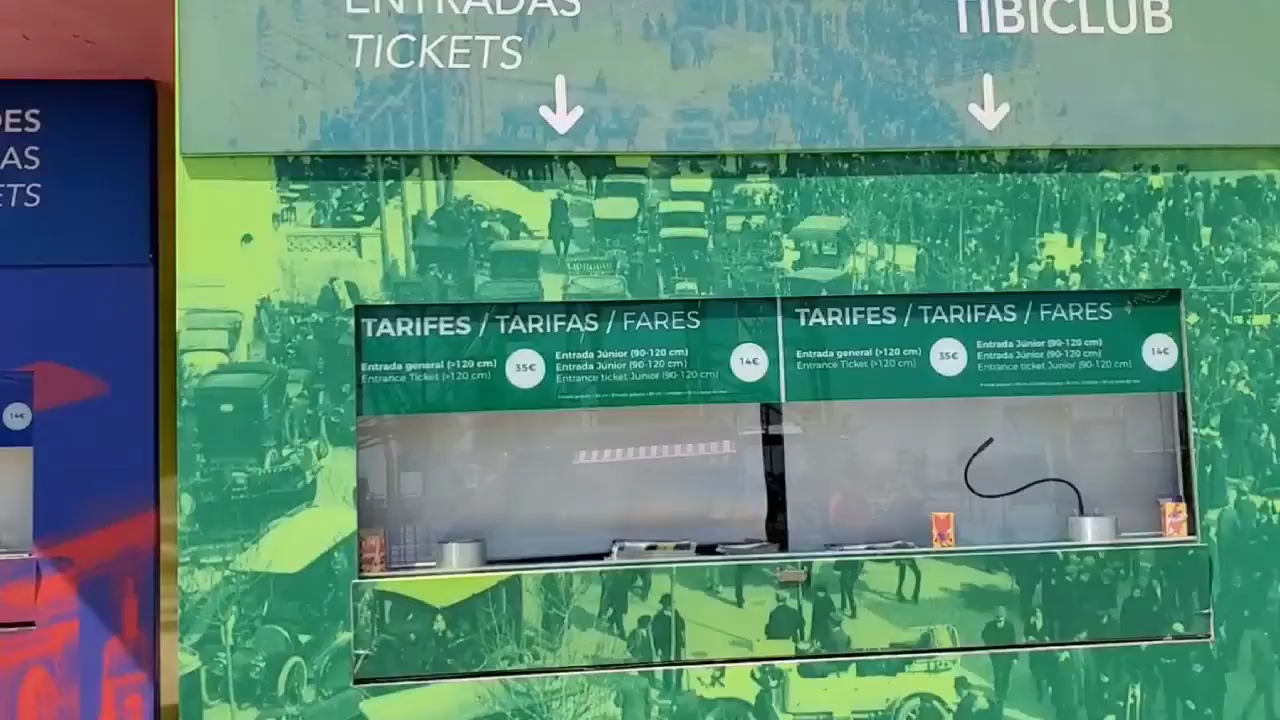 ENTRADAS
TICKETS
TIBICLUB
DES
AS
ETS
14€
TARIFES / TARIFAS / FARES
Entrada general (>120 cm)
Entrance Ticket (>120 cm)
35€
Entrada Júnior (90-120 cm)
Entrada Júnior (90-120 cm)
Entrance ticket Junior (90-120 cm)
14€
TARIFES / TARIFAS / FARES
Entrada general (>120 cm)
Entrance Ticket (>120 cm)
35€
Entrada Júnior (90-120 cm)
Entrada Júnior (90-120 cm)
Entrance ticket Junior (90-120 cm)
14€